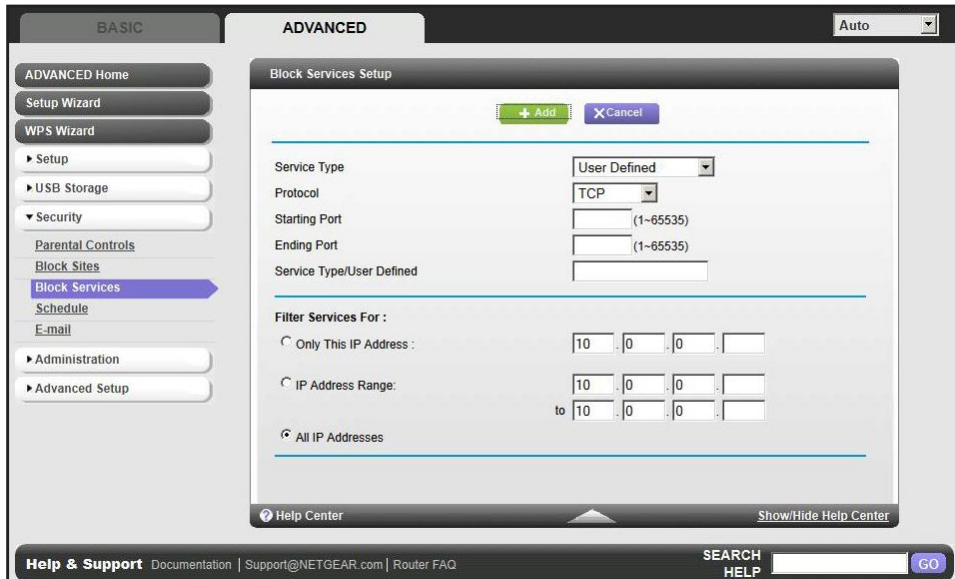 BASIC
ADVANCED
Auto
ADVANCED Home
Setup Wizard
WPS Wizard
Setup
USB Storage
Security
Parental Controls
Block Sites
Block Services
Schedule
E-mail
Administration
Advanced Setup
Block Services Setup
+ Add
X Cancel
Service Type User Defined
Protocol TCP
Starting Port (1~65535)
Ending Port (1~65535)
Service Type/User Defined
Filter Services For :
Only This IP Address : 10 . 0 . 0 .
IP Address Range: 10 . 0 . 0 .
to 10 . 0 . 0 .
All IP Addresses
? Help Center
Show/Hide Help Center
Help & Support Documentation | Support@NETGEAR.com | Router FAQ
SEARCH HELP GO